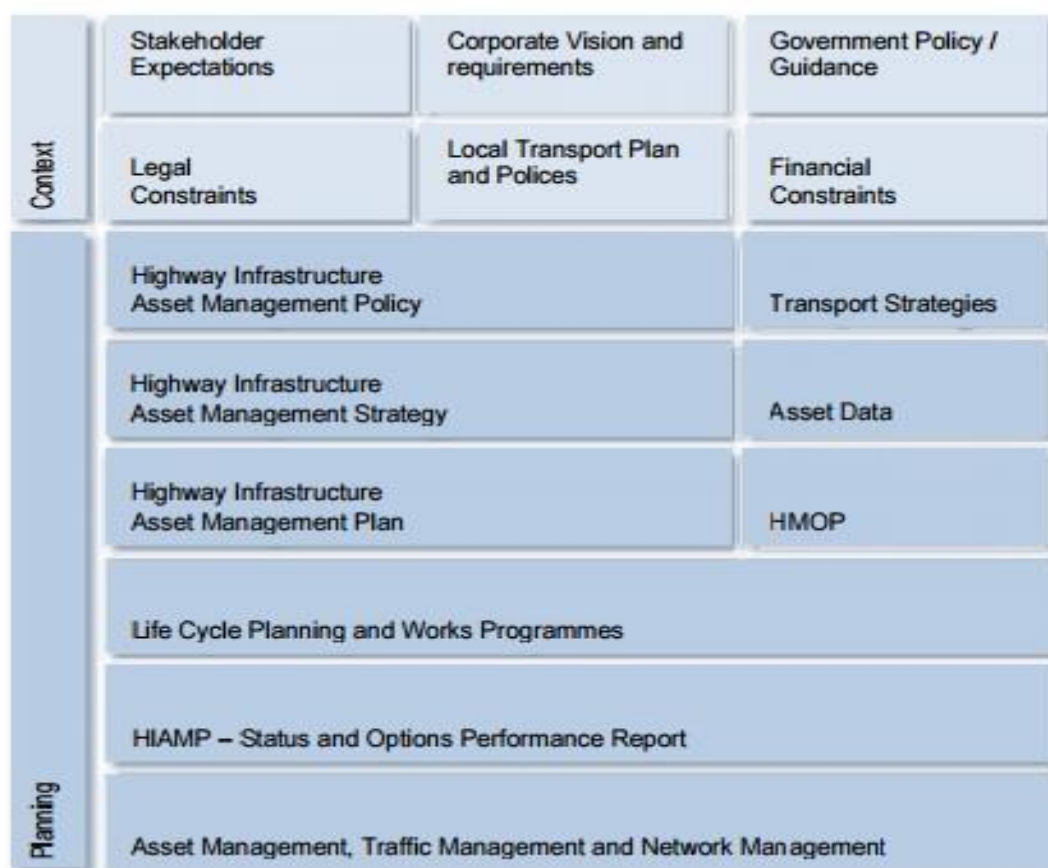 Context
Stakeholder
Expectations
Corporate Vision and
requirements
Government Policy /
Guidance
Legal
Constraints
Local Transport Plan
and Polices
Financial
Constraints
Planning
Highway Infrastructure
Asset Management Policy
Transport Strategies
Highway Infrastructure
Asset Management Strategy
Asset Data
Highway Infrastructure
Asset Management Plan
HMOP
Life Cycle Planning and Works Programmes
HIAMP – Status and Options Performance Report
Asset Management, Traffic Management and Network Management